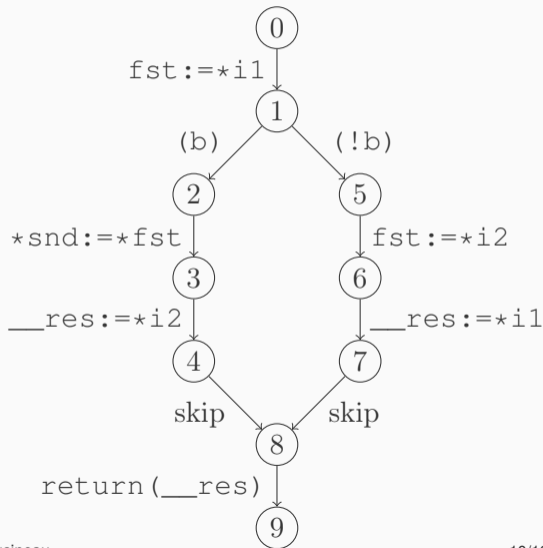 0
fst:=*i1
1
(b) (!b)
2 5
*snd:=*fst fst:=*i2
3 6
__res:=*i2 __res:=*i1
4 7
skip skip
8
return(__res)
9